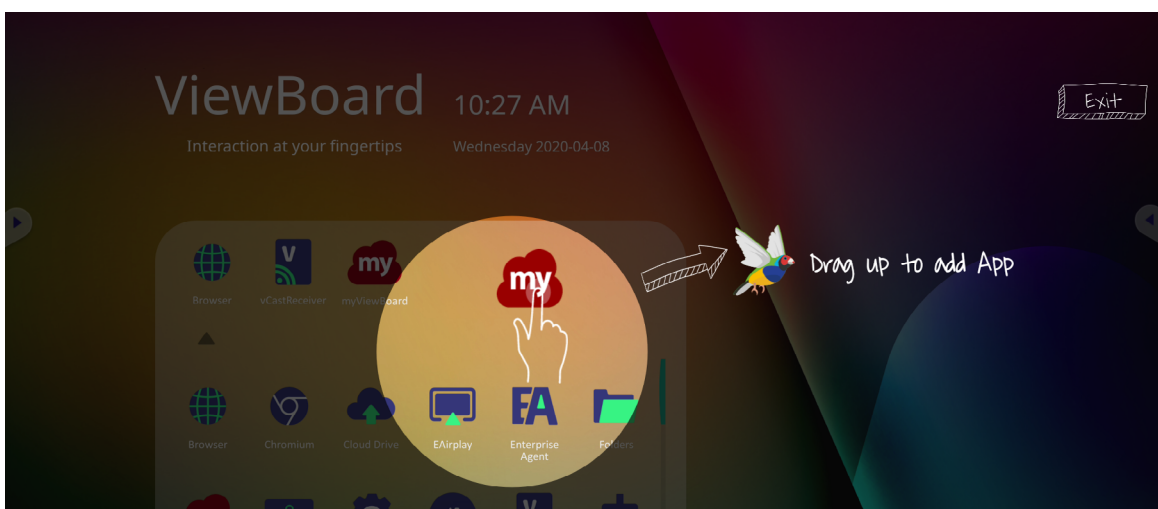 ViewBoard
10:27 AM
Exit
Interaction at your fingertips
Wednesday 2020-04-08
my
V
my
Browser
vCastReceiver
myViewBoard
Drag up to add App
EA
Browser
Chromium
Cloud Drive
EAirplay
Enterprise
Agent
Folders
V